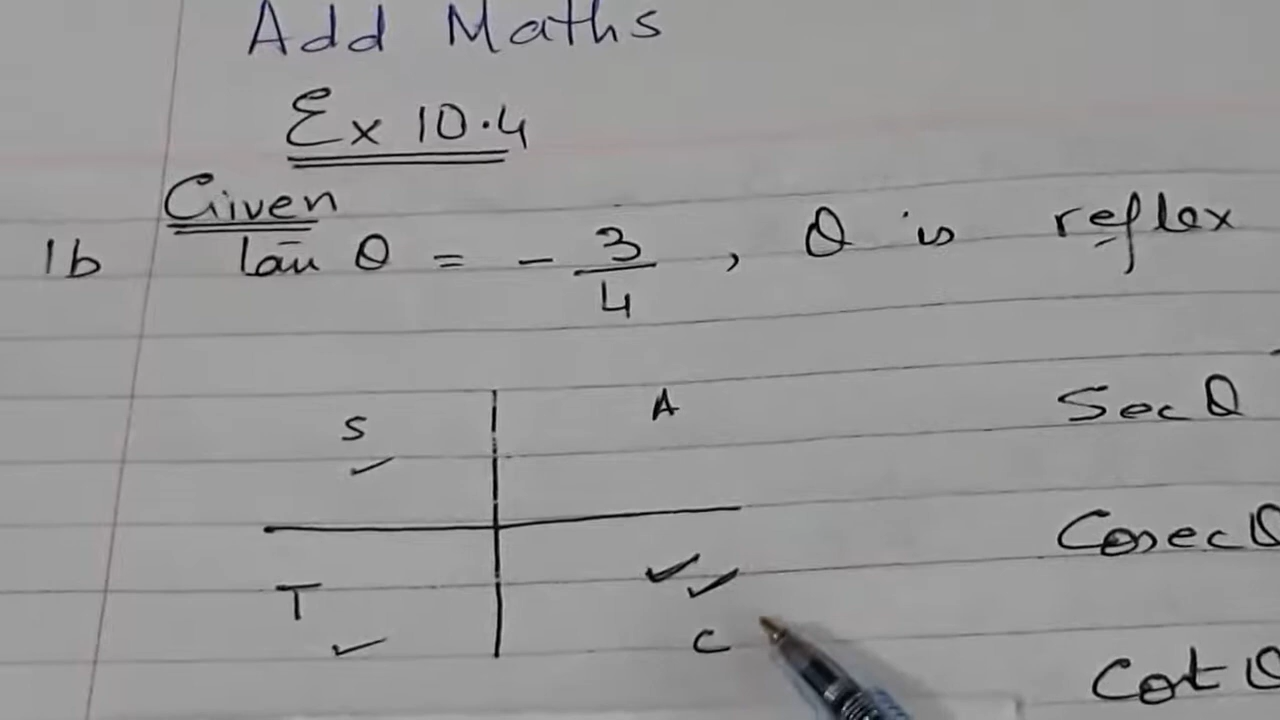 Add Maths
Ex 10.4
Given
1b tan θ = - 3/4 , θ is reflex
S A
Sec θ
Cosec θ
T C
Cot θ